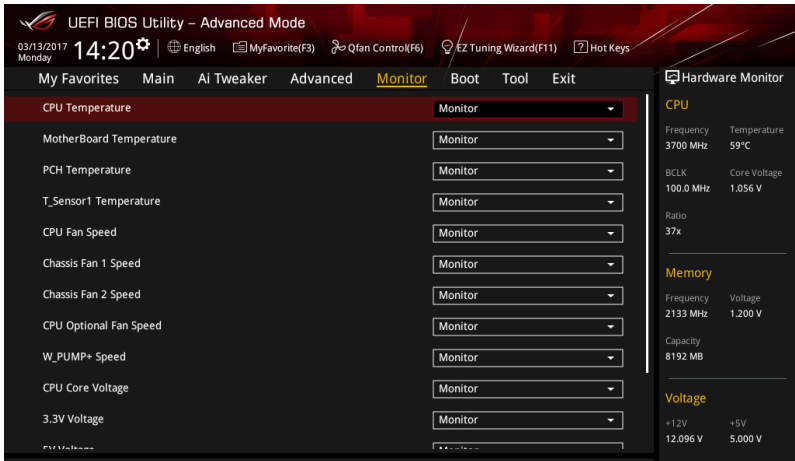 UEFI BIOS Utility – Advanced Mode
03/13/2017 Monday 14:20 English MyFavorite(F3) Qfan Control(F6) EZ Tuning Wizard(F11) ? Hot Keys
My Favorites Main Ai Tweaker Advanced Monitor Boot Tool Exit
CPU Temperature Monitor
MotherBoard Temperature Monitor
PCH Temperature Monitor
T_Sensor1 Temperature Monitor
CPU Fan Speed Monitor
Chassis Fan 1 Speed Monitor
Chassis Fan 2 Speed Monitor
CPU Optional Fan Speed Monitor
W_PUMP+ Speed Monitor
CPU Core Voltage Monitor
3.3V Voltage Monitor
5V Voltage Monitor
Hardware Monitor
CPU
Frequency Temperature
3700 MHz 59°C
BCLK Core Voltage
100.0 MHz 1.056 V
Ratio
37x
Memory
Frequency Voltage
2133 MHz 1.200 V
Capacity
8192 MB
Voltage
+12V +5V
12.096 V 5.000 V